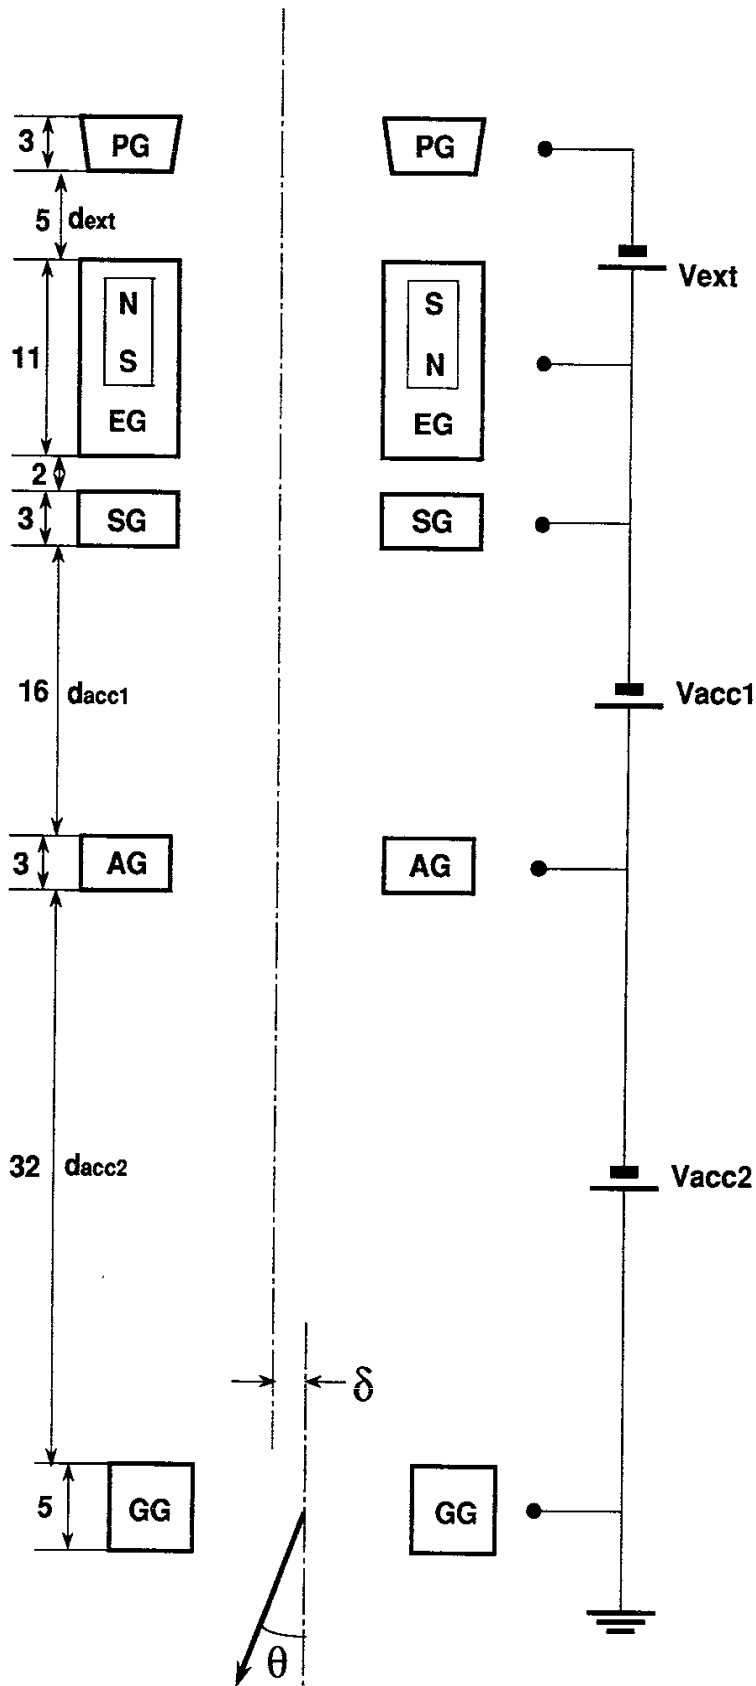 3 PG PG
5 dext
Vext
N S
11 S N
EG EG
2
3 SG SG
16 dacc1 Vacc1
3 AG AG
32 dacc2 Vacc2
δ
5 GG GG
θ